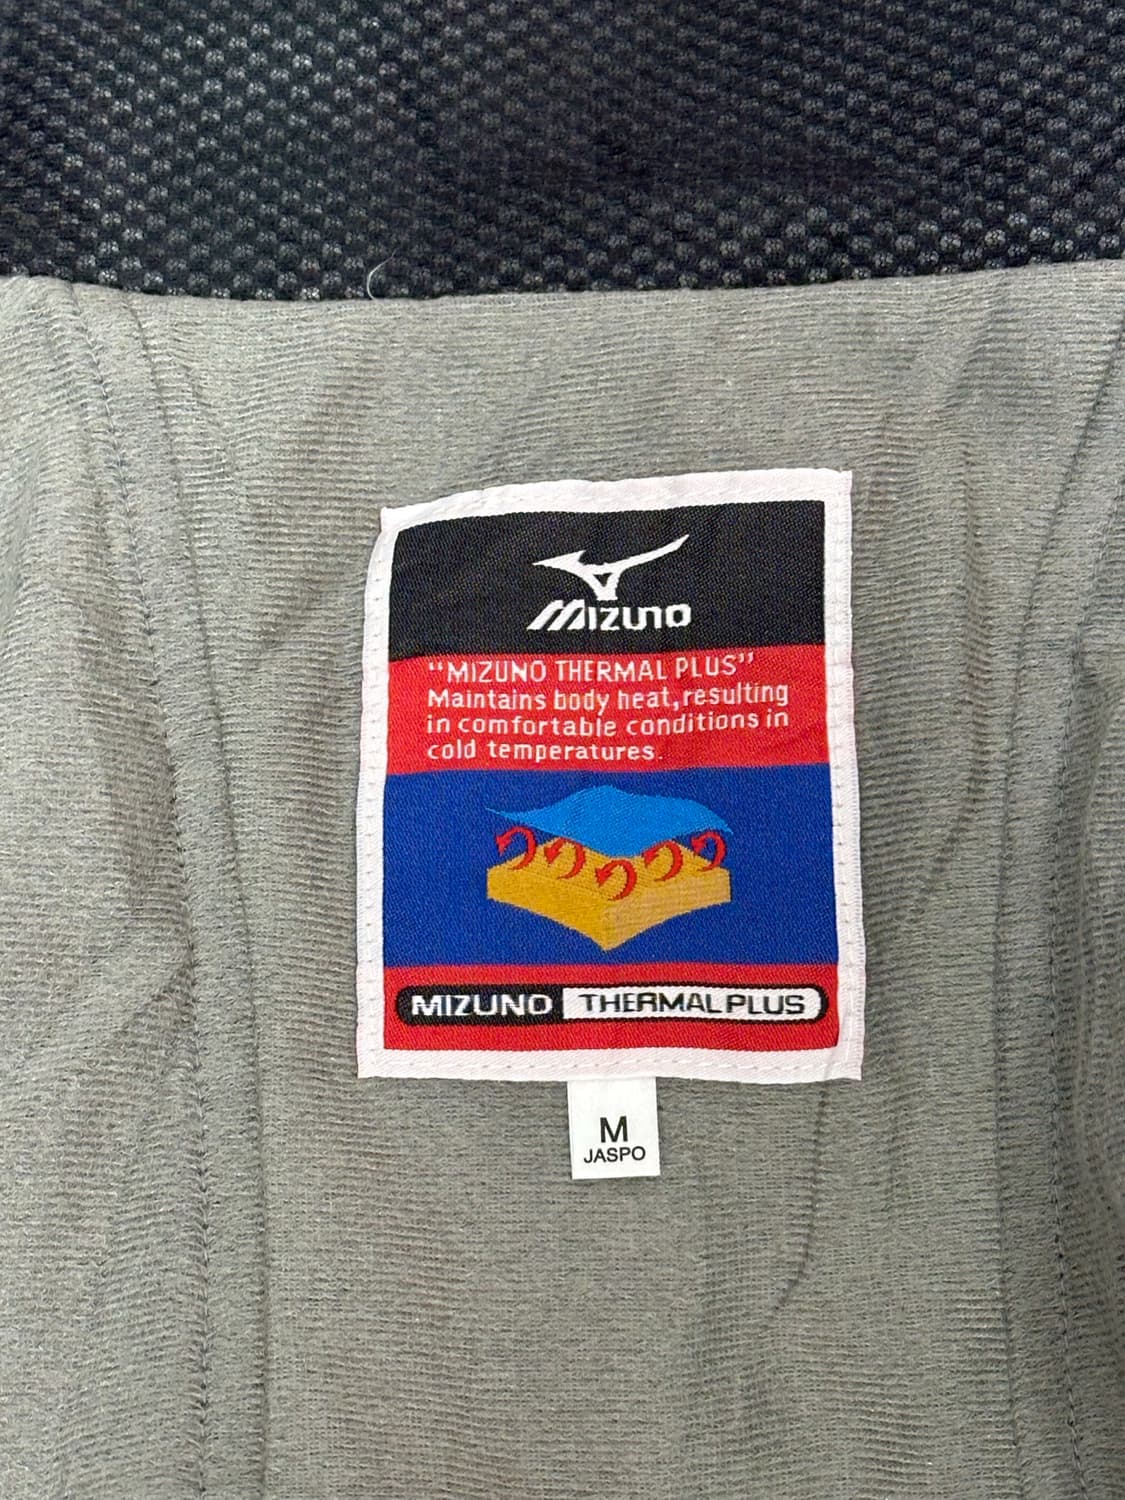 MIZUNO
“MIZUNO THERMAL PLUS”
Maintains body heat, resulting
in comfortable conditions in
cold temperatures.
MIZUNO THERMAL PLUS
M
JASPO